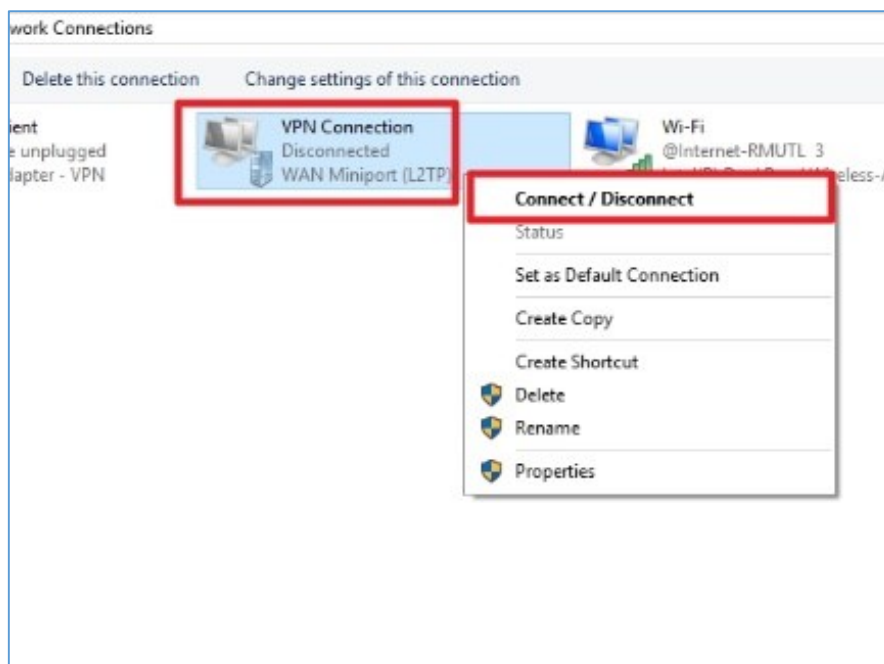 work Connections
Delete this connection Change settings of this connection
ient
e unplugged
dapter - VPN
VPN Connection
Disconnected
WAN Miniport (L2TP)
Wi-Fi
@Internet-RMUTL 3
Connect / Disconnect
Status
Set as Default Connection
Create Copy
Create Shortcut
Delete
Rename
Properties